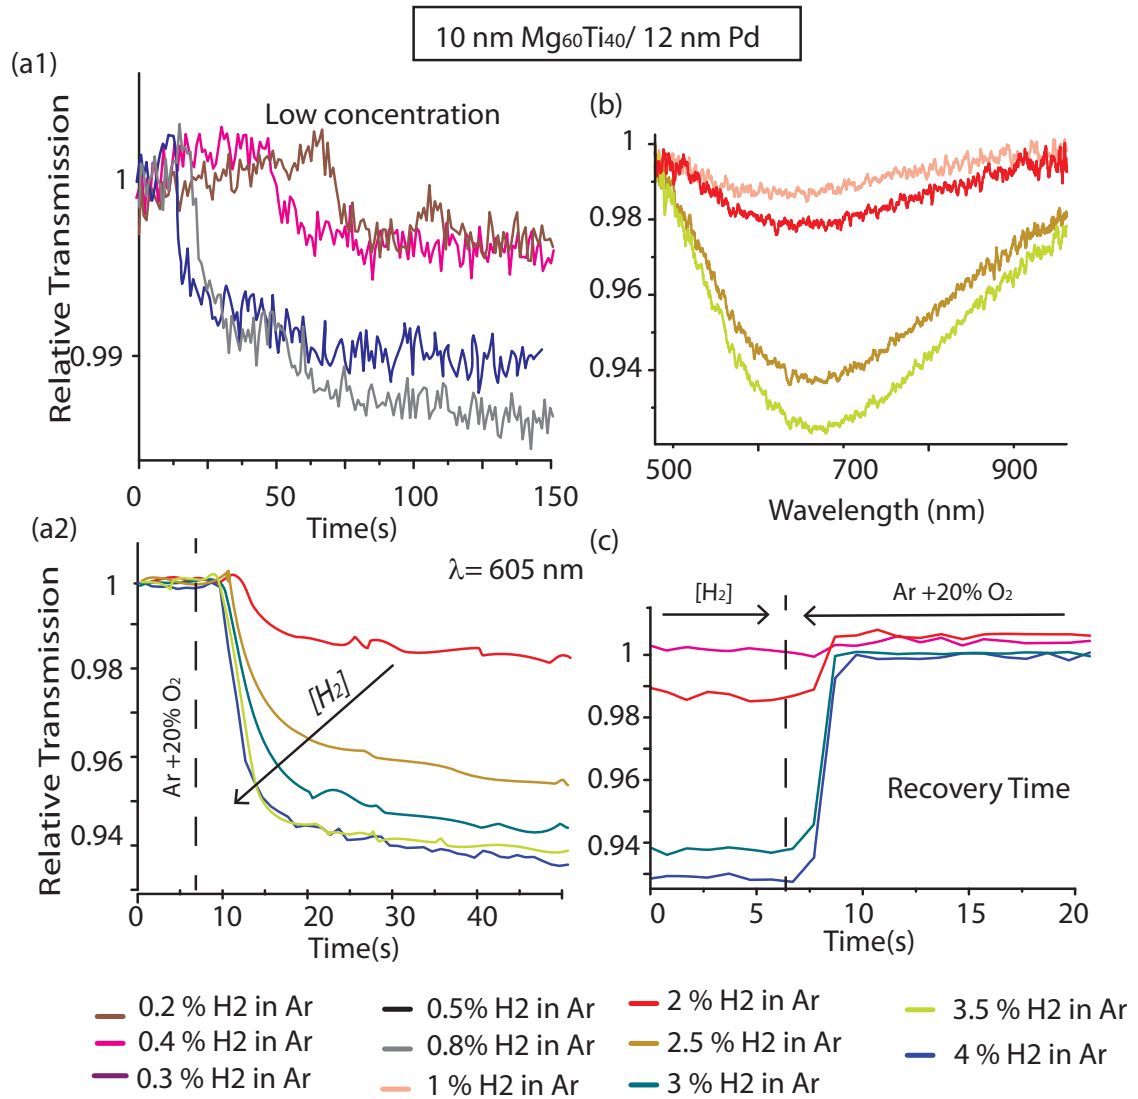 10 nm Mg₆₀Ti₄₀/ 12 nm Pd
(a1)
Low concentration
Relative Transmission
1
0.99
0 50 100 150
Time(s)
(b)
1
0.98
0.96
0.94
500 700 900
Wavelength (nm)
(a2)
λ= 605 nm
Relative Transmission
1
0.98
0.96
0.94
Ar +20% O₂
[H₂]
0 10 20 30 40
Time(s)
(c)
[H₂] Ar +20% O₂
1
0.98
0.96
0.94
Recovery Time
0 5 10 15 20
Time(s)
0.2 % H2 in Ar
0.4 % H2 in Ar
0.3 % H2 in Ar
0.5% H2 in Ar
0.8% H2 in Ar
1 % H2 in Ar
2 % H2 in Ar
2.5 % H2 in Ar
3 % H2 in Ar
3.5 % H2 in Ar
4 % H2 in Ar